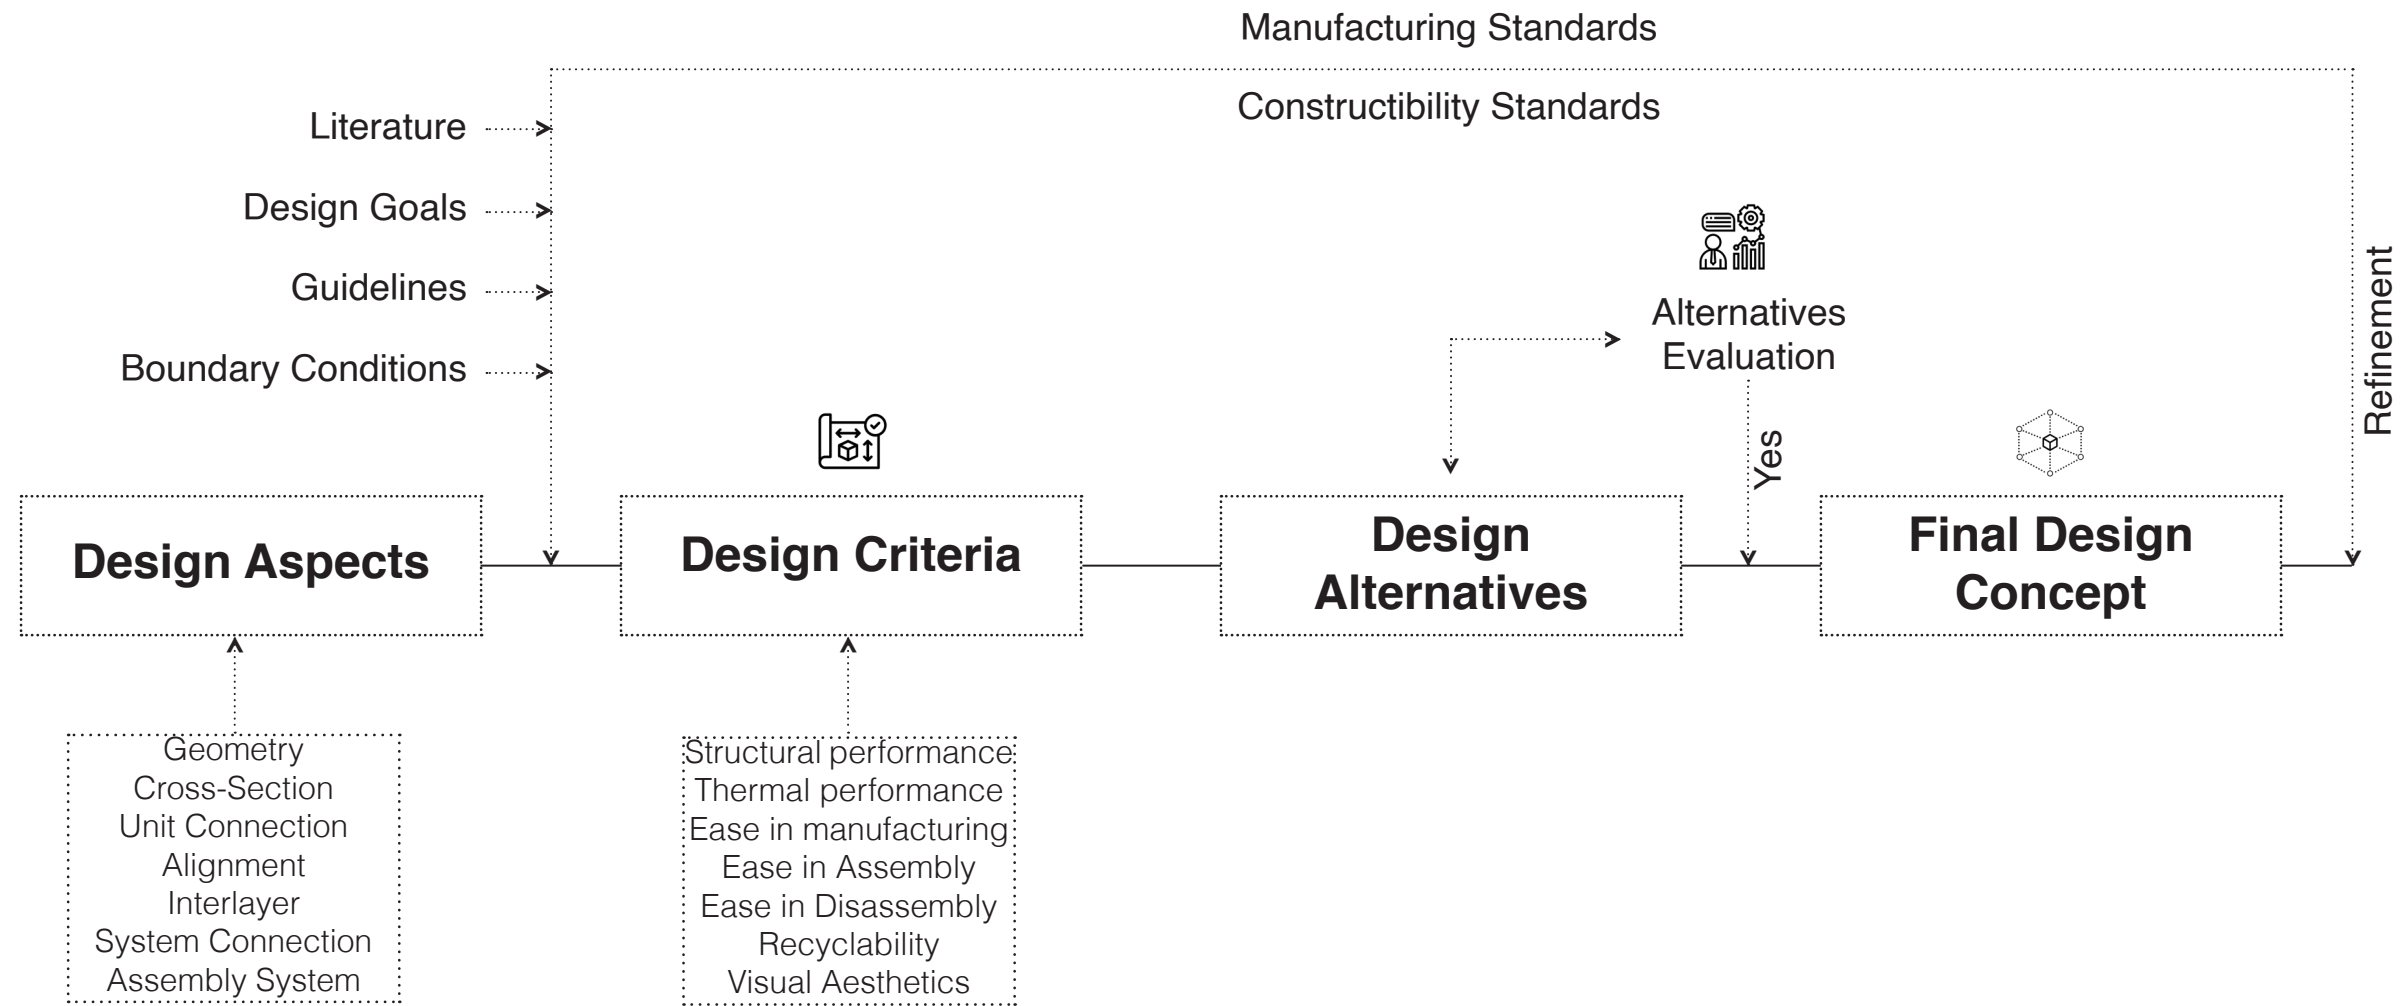 Manufacturing Standards
Constructibility Standards
Literature
Design Goals
Guidelines
Boundary Conditions
Alternatives
Evaluation
Yes
Refinement
Design Aspects
Design Criteria
Design
Alternatives
Final Design
Concept
Geometry
Cross-Section
Unit Connection
Alignment
Interlayer
System Connection
Assembly System
Structural performance
Thermal performance
Ease in manufacturing
Ease in Assembly
Ease in Disassembly
Recyclability
Visual Aesthetics